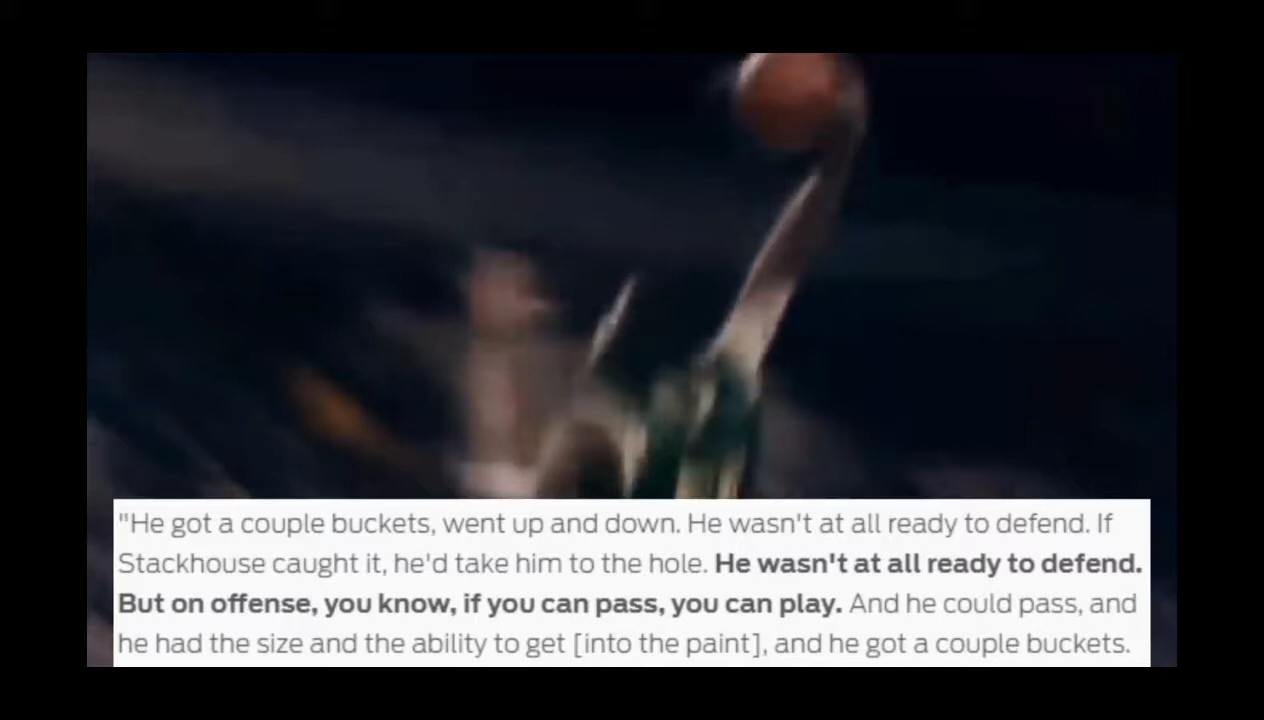 "He got a couple buckets, went up and down. He wasn't at all ready to defend. If
Stackhouse caught it, he'd take him to the hole. He wasn't at all ready to defend.
But on offense, you know, if you can pass, you can play. And he could pass, and
he had the size and the ability to get [into the paint], and he got a couple buckets.